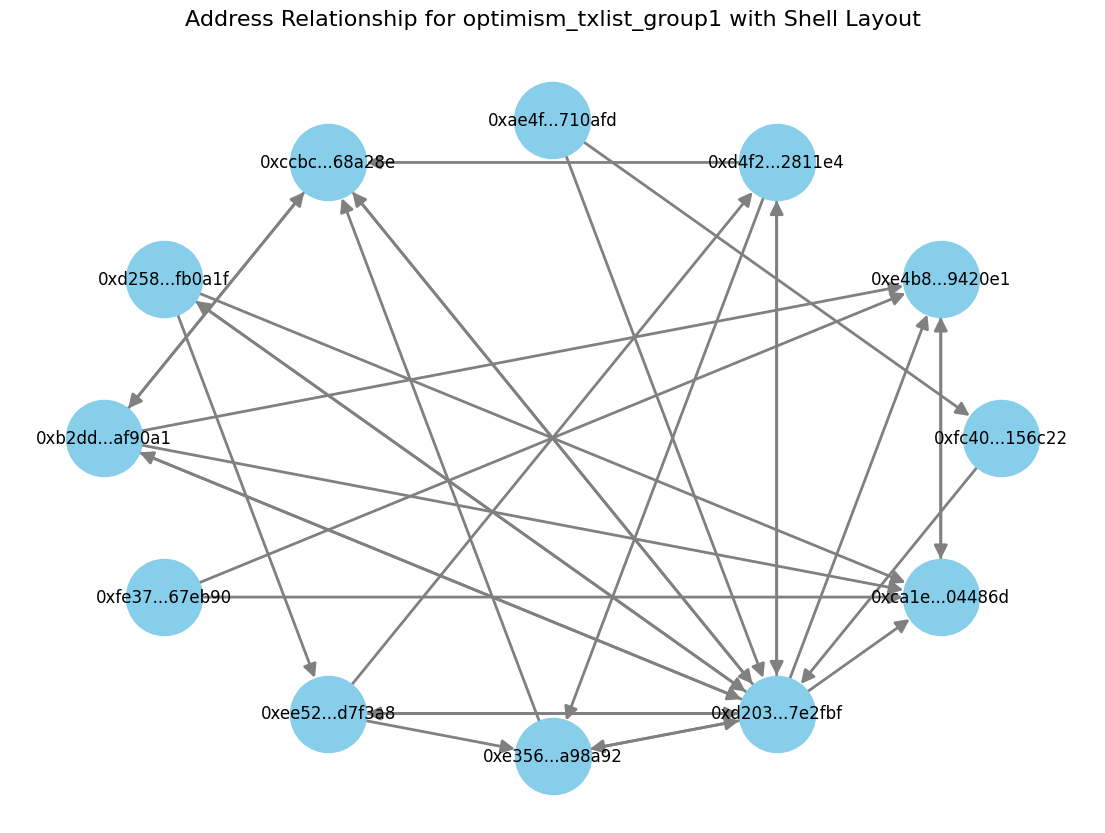 Address Relationship for optimism_txlist_group1 with Shell Layout
0xae4f...710afd
0xccbc...68a28e
0xd4f2...2811e4
0xd258...fb0a1f
0xe4b8...9420e1
0xb2dd...af90a1
0xfc40...156c22
0xfe37...67eb90
0xca1e...04486d
0xee52...d7f3a8
0xd203...7e2fbf
0xe356...a98a92